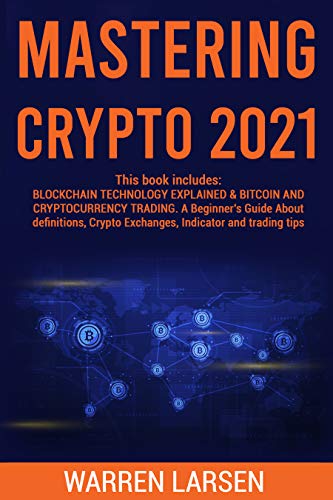 MASTERING
CRYPTO 2021
This book includes:
BLOCKCHAIN TECHNOLOGY EXPLAINED & BITCOIN AND
CRYPTOCURRENCY TRADING. A Beginner's Guide About
definitions, Crypto Exchanges, Indicator and trading tips
WARREN LARSEN